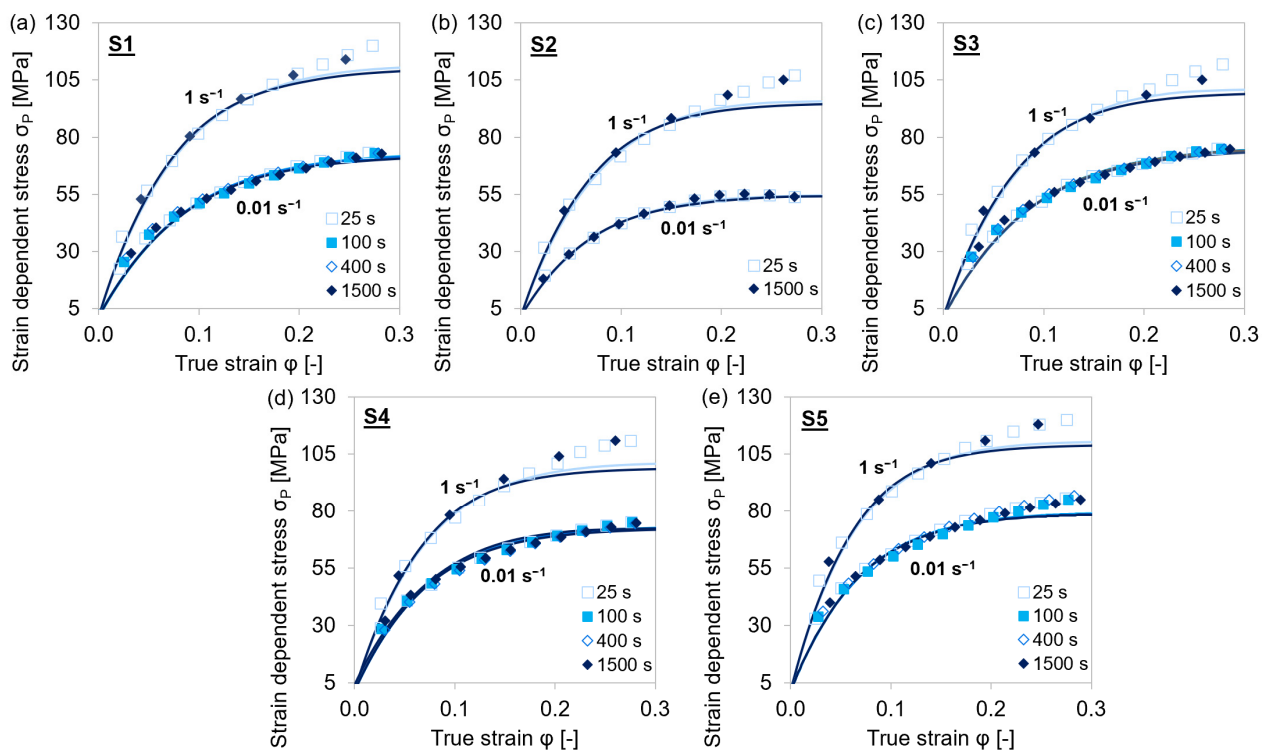 (a)
S1
Strain dependent stress σP [MPa]
130
105
80
55
30
5
1 s⁻¹
0.01 s⁻¹
25 s
100 s
400 s
1500 s
0.0 0.1 0.2 0.3
True strain φ [-]
(b)
S2
Strain dependent stress σP [MPa]
130
105
80
55
30
5
1 s⁻¹
0.01 s⁻¹
25 s
1500 s
0.0 0.1 0.2 0.3
True strain φ [-]
(c)
S3
Strain dependent stress σP [MPa]
130
105
80
55
30
5
1 s⁻¹
0.01 s⁻¹
25 s
100 s
400 s
1500 s
0.0 0.1 0.2 0.3
True strain φ [-]
(d)
S4
Strain dependent stress σP [MPa]
130
105
80
55
30
5
1 s⁻¹
0.01 s⁻¹
25 s
100 s
400 s
1500 s
0.0 0.1 0.2 0.3
True strain φ [-]
(e)
S5
Strain dependent stress σP [MPa]
130
105
80
55
30
5
1 s⁻¹
0.01 s⁻¹
25 s
100 s
400 s
1500 s
0.0 0.1 0.2 0.3
True strain φ [-]